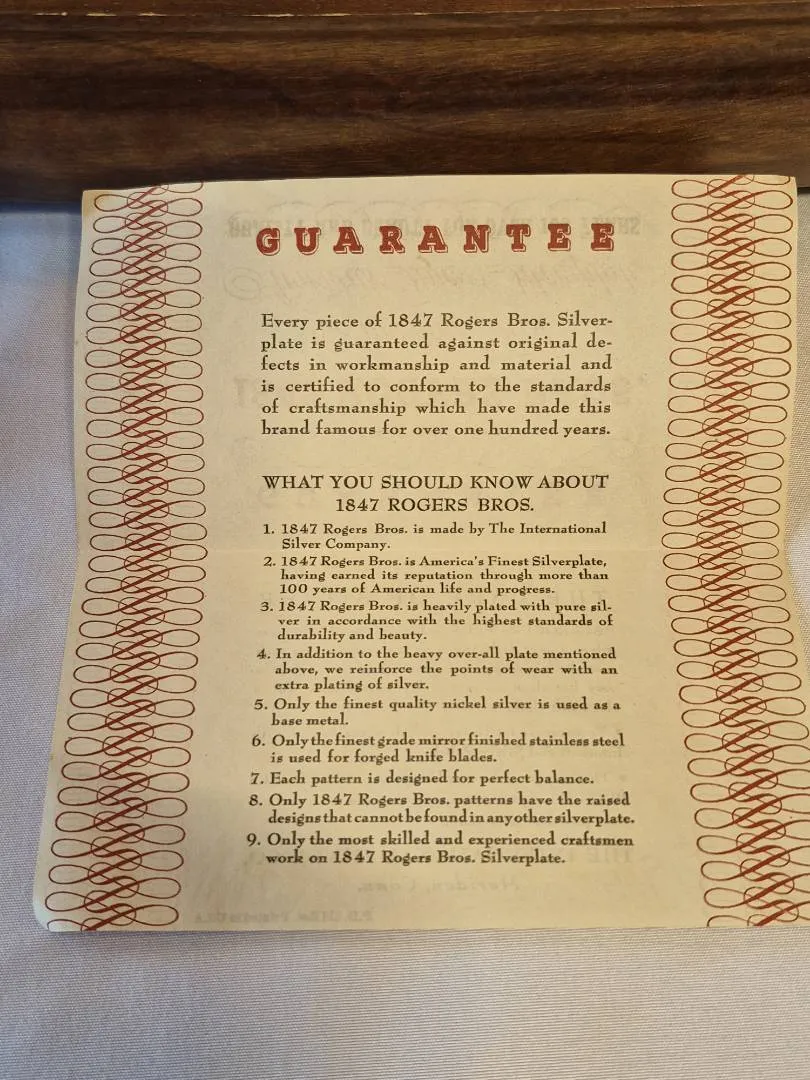 GUARANTEE
Every piece of 1847 Rogers Bros. Silver-
plate is guaranteed against original de-
fects in workmanship and material and
is certified to conform to the standards
of craftsmanship which have made this
brand famous for over one hundred years.
WHAT YOU SHOULD KNOW ABOUT
1847 ROGERS BROS.
1. 1847 Rogers Bros. is made by The International
Silver Company.
2. 1847 Rogers Bros. is America's Finest Silverplate,
having earned its reputation through more than
100 years of American life and progress.
3. 1847 Rogers Bros. is heavily plated with pure sil-
ver in accordance with the highest standards of
durability and beauty.
4. In addition to the heavy over-all plate mentioned
above, we reinforce the points of wear with an
extra plating of silver.
5. Only the finest quality nickel silver is used as a
base metal.
6. Only the finest grade mirror finished stainless steel
is used for forged knife blades.
7. Each pattern is designed for perfect balance.
8. Only 1847 Rogers Bros. patterns have the raised
designs that cannot be found in any other silverplate.
9. Only the most skilled and experienced craftsmen
work on 1847 Rogers Bros. Silverplate.